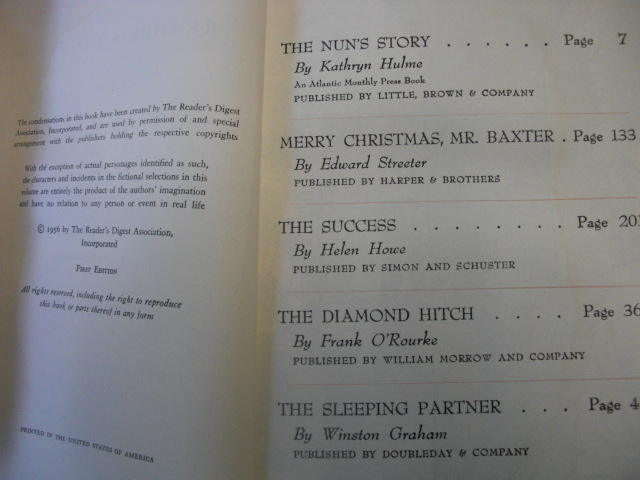 The condensations in this book have been created by The Reader's Digest
Association, Incorporated, and are used by permission of and special
arrangement with the publishers holding the respective copyrights
With the exception of actual personages identified as such,
the characters and incidents in the fictional selections in this
volume are entirely the product of the authors' imagination
and have no relation to any person or event in real life
© 1956 by The Reader's Digest Association,
Incorporated
First Edition
All rights reserved, including the right to reproduce
this book or parts thereof in any form
PRINTED IN THE UNITED STATES OF AMERICA
THE NUN'S STORY . . . . . . Page 7
By Kathryn Hulme
An Atlantic Monthly Press Book
PUBLISHED BY LITTLE, BROWN & COMPANY
MERRY CHRISTMAS, MR. BAXTER . Page 133
By Edward Streeter
PUBLISHED BY HARPER & BROTHERS
THE SUCCESS . . . . . . . . Page 201
By Helen Howe
PUBLISHED BY SIMON AND SCHUSTER
THE DIAMOND HITCH . . . . Page 36
By Frank O'Rourke
PUBLISHED BY WILLIAM MORROW AND COMPANY
THE SLEEPING PARTNER . . . Page 4
By Winston Graham
PUBLISHED BY DOUBLEDAY & COMPANY